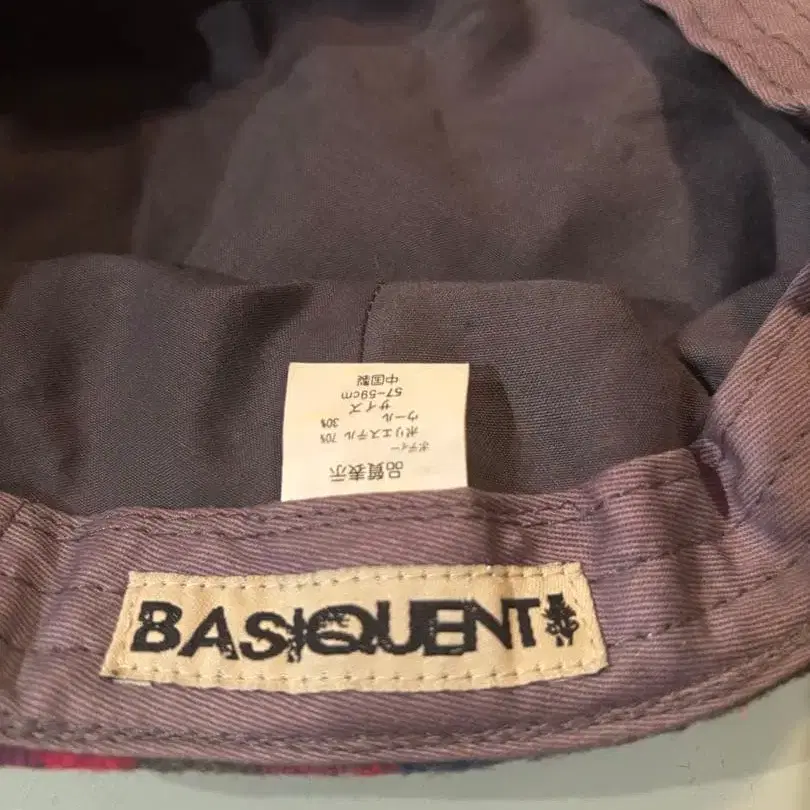 品質表示
ボディー
ポリエステル 70%
ウール 30%
サイズ
57-59cm
中国製
BASIQUENTI